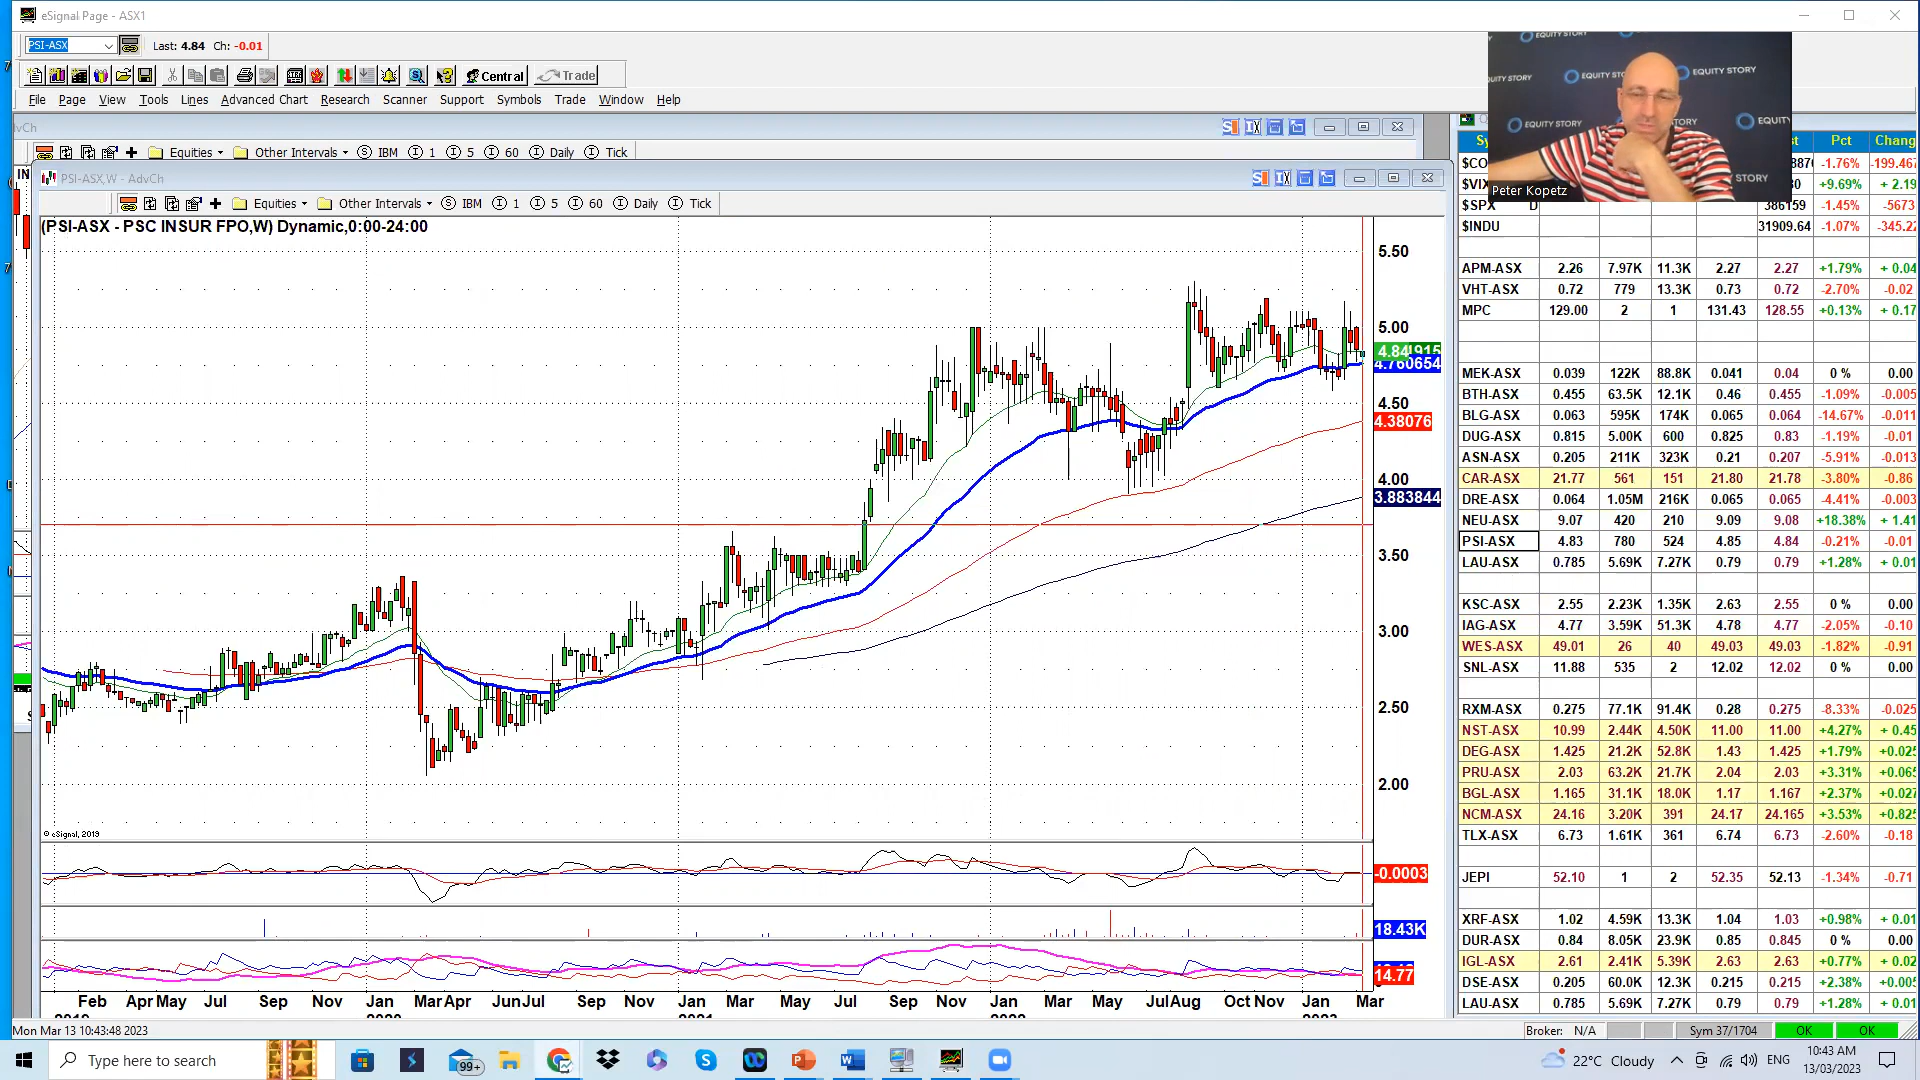 eSignal Page - ASX1
PSI-ASX Last: 4.84 Ch: -0.01
Central Trade
File Page View Tools Lines Advanced Chart Research Scanner Support Symbols Trade Window Help
Equities Other Intervals IBM 1 5 60 Daily Tick
PSI-ASX,W - AdvCh
Equities Other Intervals IBM 1 5 60 Daily Tick
(PSI-ASX - PSC INSUR FPO,W) Dynamic,0:00-24:00
5.50
5.00
4.84
4.760654
4.50
4.38076
4.00
3.883844
3.50
3.00
2.50
2.00
© eSignal, 2019
-0.0003
18.43K
14.77
Feb Apr May Jul Sep Nov Jan Mar Apr Jun Jul Sep Nov Jan Mar May Jul Sep Nov Jan Mar May Jul Aug Oct Nov Jan Mar
EQUITY STORY
EQUITY STORY
EQUITY STORY
Peter Kopetz
Pct Chang
$CO -1.76% -199.467
$VIX +9.69% + 2.19
$SPX D 386159 -1.45% -5673
$INDU 31909.64 -1.07% -345.22
APM-ASX 2.26 7.97K 11.3K 2.27 2.27 +1.79% + 0.04
VHT-ASX 0.72 779 13.3K 0.73 0.72 -2.70% -0.02
MPC 129.00 2 1 131.43 128.55 +0.13% + 0.17
MEK-ASX 0.039 122K 88.8K 0.041 0.04 0 % 0.00
BTH-ASX 0.455 63.5K 12.1K 0.46 0.455 -1.09% -0.005
BLG-ASX 0.063 595K 174K 0.065 0.064 -14.67% -0.011
DUG-ASX 0.815 5.00K 600 0.825 0.83 -1.19% -0.01
ASN-ASX 0.205 211K 323K 0.21 0.207 -5.91% -0.013
CAR-ASX 21.77 561 151 21.80 21.78 -3.80% -0.86
DRE-ASX 0.064 1.05M 216K 0.065 0.065 -4.41% -0.003
NEU-ASX 9.07 420 210 9.09 9.08 +18.38% + 1.41
PSI-ASX 4.83 780 524 4.85 4.84 -0.21% -0.01
LAU-ASX 0.785 5.69K 7.27K 0.79 0.79 +1.28% + 0.01
KSC-ASX 2.55 2.23K 1.35K 2.63 2.55 0 % 0.00
IAG-ASX 4.77 3.59K 51.3K 4.78 4.77 -2.05% -0.10
WES-ASX 49.01 26 40 49.03 49.03 -1.82% -0.91
SNL-ASX 11.88 535 2 12.02 12.02 0 % 0.00
RXM-ASX 0.275 77.1K 91.4K 0.28 0.275 -8.33% -0.025
NST-ASX 10.99 2.44K 4.50K 11.00 11.00 +4.27% + 0.45
DEG-ASX 1.425 21.2K 52.8K 1.43 1.425 +1.79% +0.025
PRU-ASX 2.03 63.2K 21.7K 2.04 2.03 +3.31% +0.065
BGL-ASX 1.165 31.1K 18.0K 1.17 1.167 +2.37% +0.027
NCM-ASX 24.16 3.20K 391 24.17 24.165 +3.53% +0.825
TLX-ASX 6.73 1.61K 361 6.74 6.73 -2.60% -0.18
JEPI 52.10 1 2 52.35 52.13 -1.34% -0.71
XRF-ASX 1.02 4.59K 13.3K 1.04 1.03 +0.98% + 0.01
DUR-ASX 0.84 8.05K 23.9K 0.85 0.845 0 % 0.00
IGL-ASX 2.61 2.41K 5.39K 2.63 2.63 +0.77% + 0.02
DSE-ASX 0.205 60.0K 12.3K 0.215 0.215 +2.38% +0.005
LAU-ASX 0.785 5.69K 7.27K 0.79 0.79 +1.28% + 0.01
Mon Mar 13 10:43:48 2023
Broker: N/A Sym 37/1704 OK OK
Type here to search 99+ 22°C Cloudy ENG 10:43 AM
13/03/2023